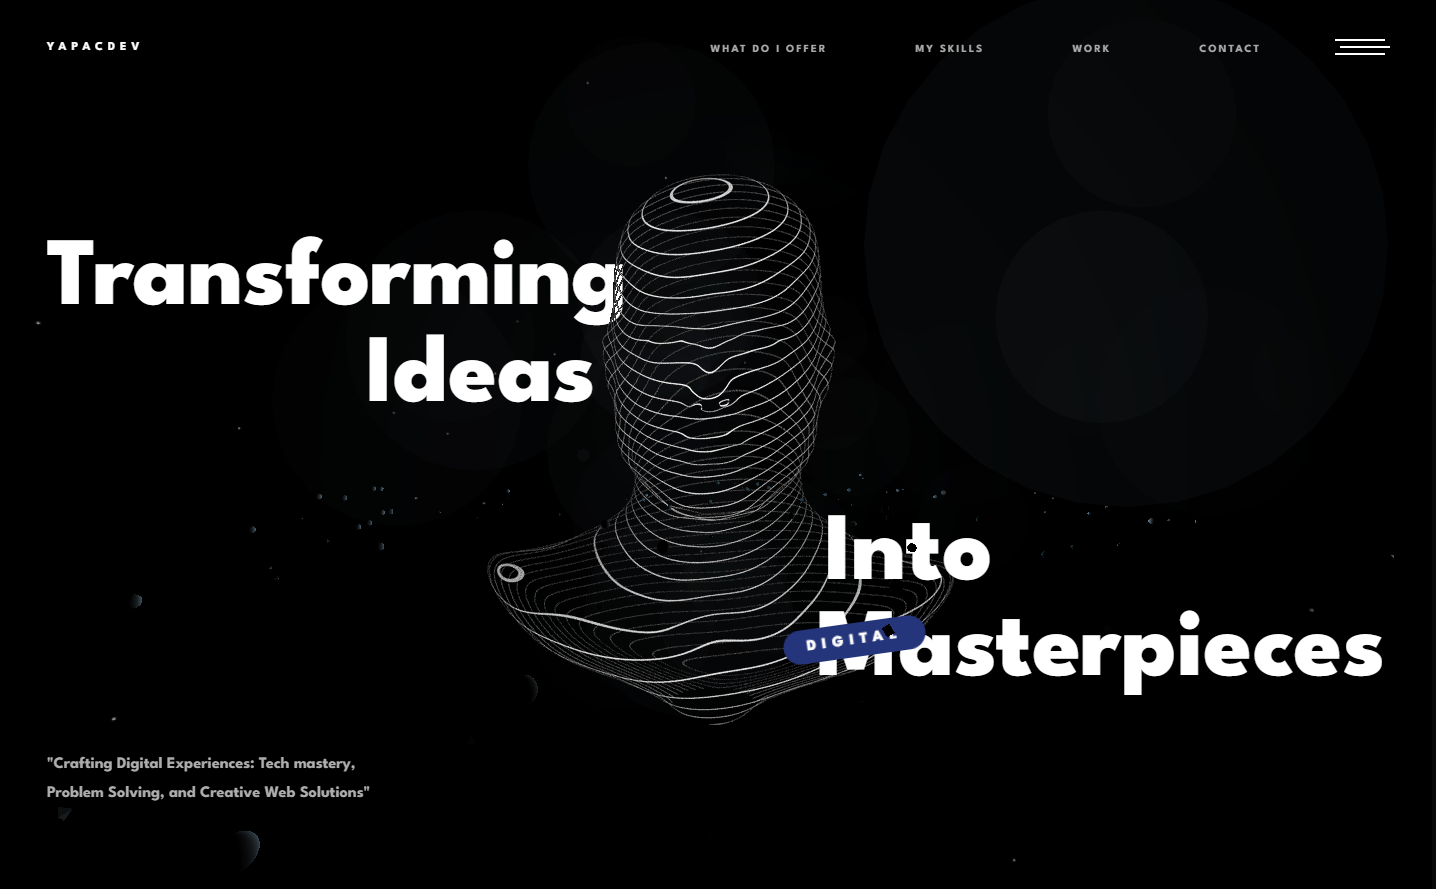 YAPACDEV
WHAT DO I OFFER
MY SKILLS
WORK
CONTACT
Transforming
Ideas
Into
DIGITAL
Masterpieces
"Crafting Digital Experiences: Tech mastery,
Problem Solving, and Creative Web Solutions"